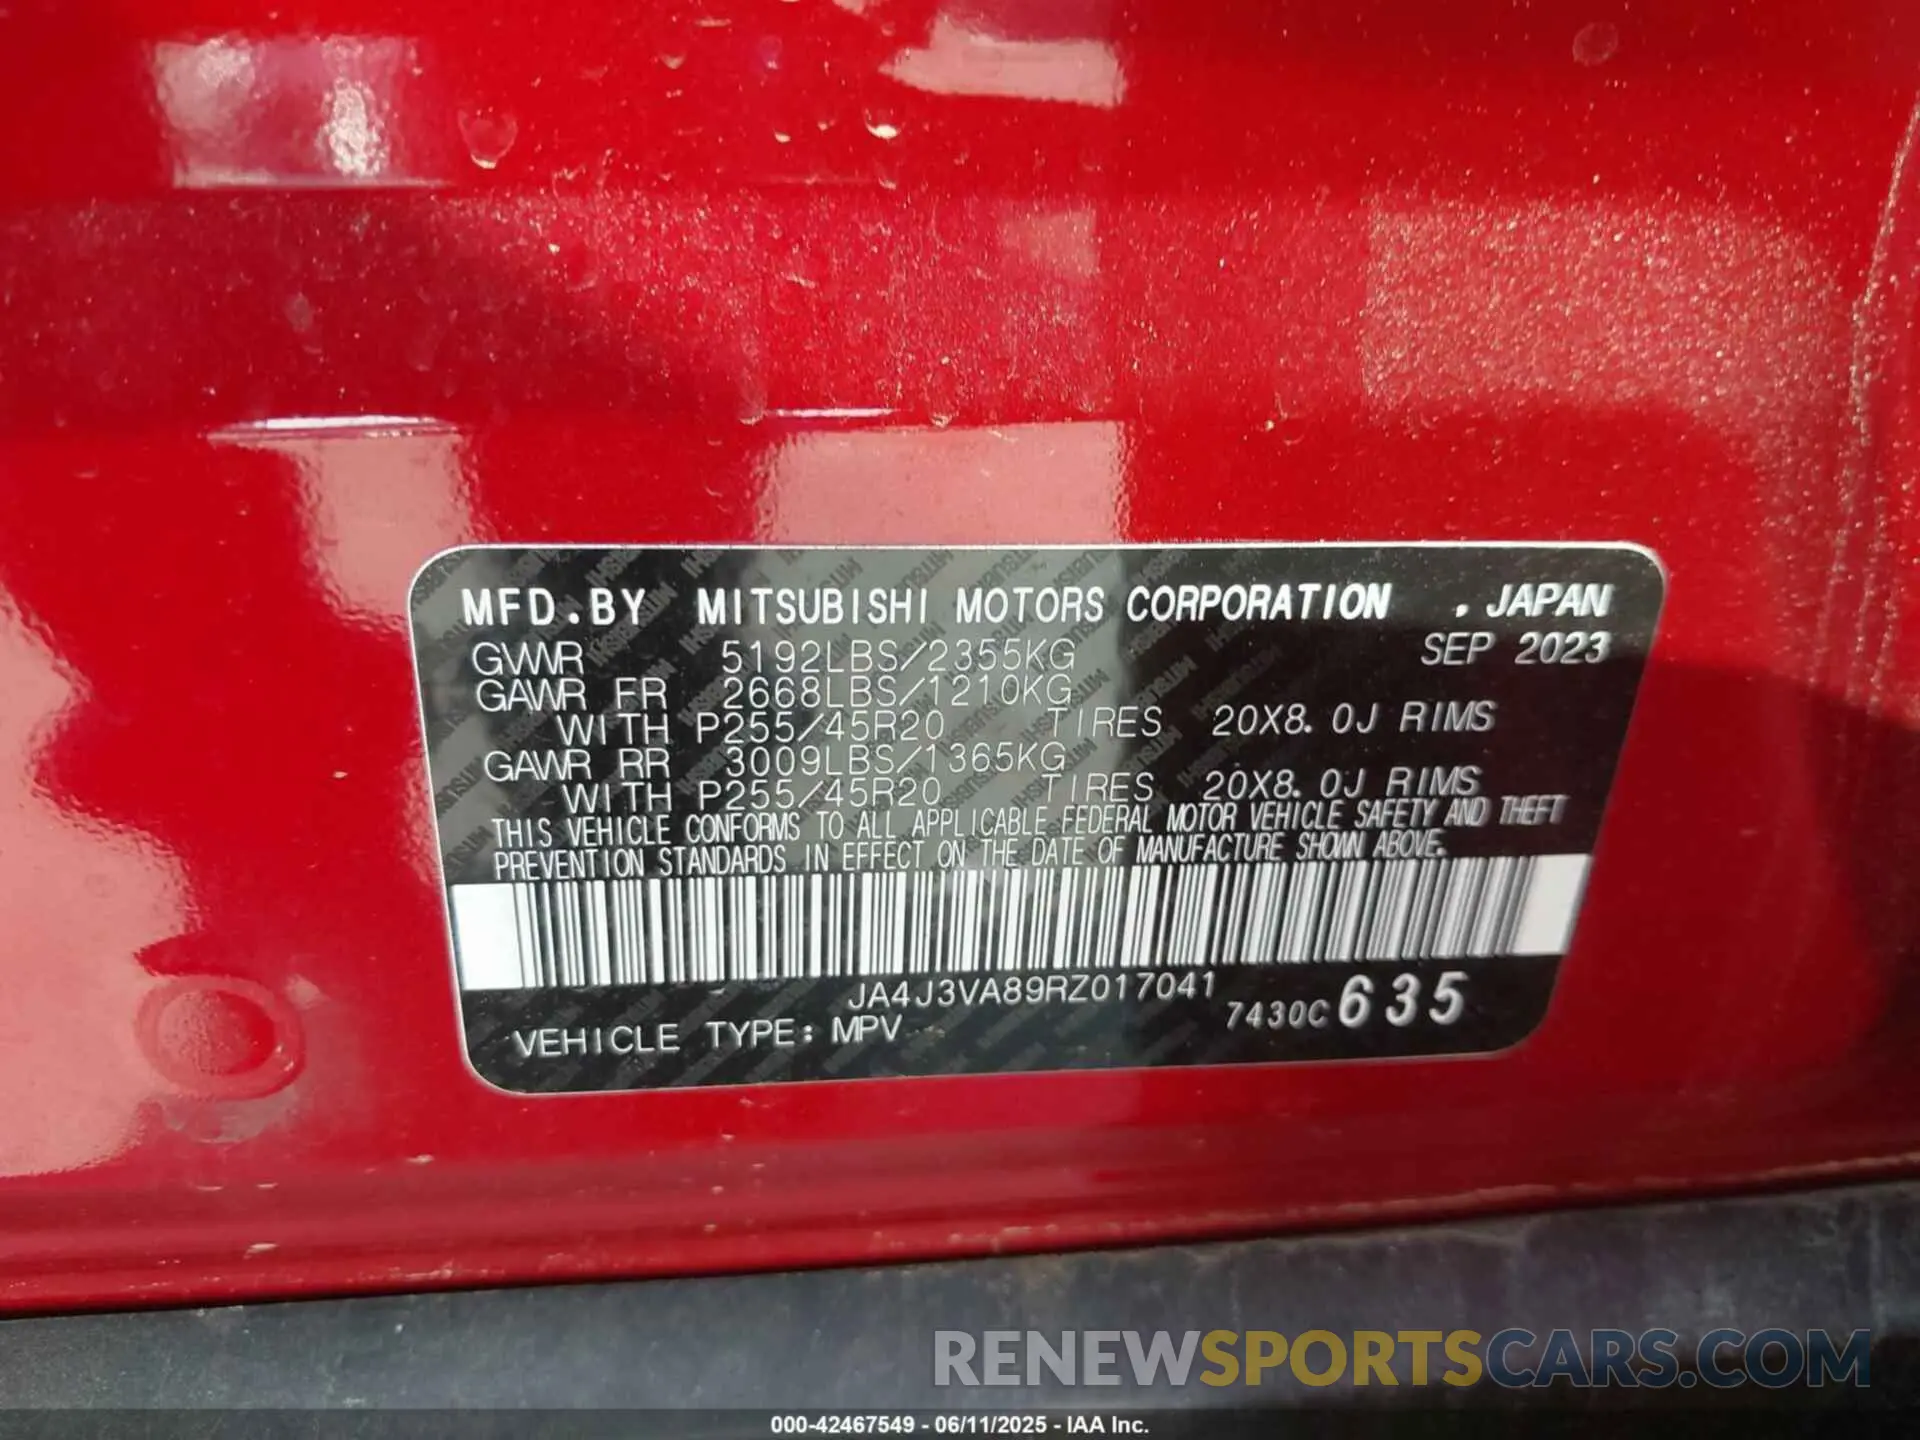 MFD.BY MITSUBISHI MOTORS CORPORATION , JAPAN
GVWR 5192LBS/2355KG SEP 2023
GAWR FR 2668LBS/1210KG
WITH P255/45R20 TIRES 20X8.0J RIMS
GAWR RR 3009LBS/1365KG
WITH P255/45R20 TIRES 20X8.0J RIMS
THIS VEHICLE CONFORMS TO ALL APPLICABLE FEDERAL MOTOR VEHICLE SAFETY AND THEFT
PREVENTION STANDARDS IN EFFECT ON THE DATE OF MANUFACTURE SHOWN ABOVE.
JA4J3VA89RZ017041
VEHICLE TYPE: MPV 7430C 635
RENEWSPORTSCARS.COM
000-42467549 - 06/11/2025 - IAA Inc.